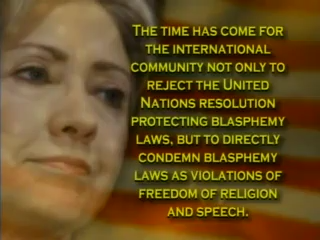 THE TIME HAS COME FOR
THE INTERNATIONAL
COMMUNITY NOT ONLY TO
REJECT THE UNITED
NATIONS RESOLUTION
PROTECTING BLASPHEMY
LAWS, BUT TO DIRECTLY
CONDEMN BLASPHEMY
LAWS AS VIOLATIONS OF
FREEDOM OF RELIGION
AND SPEECH.